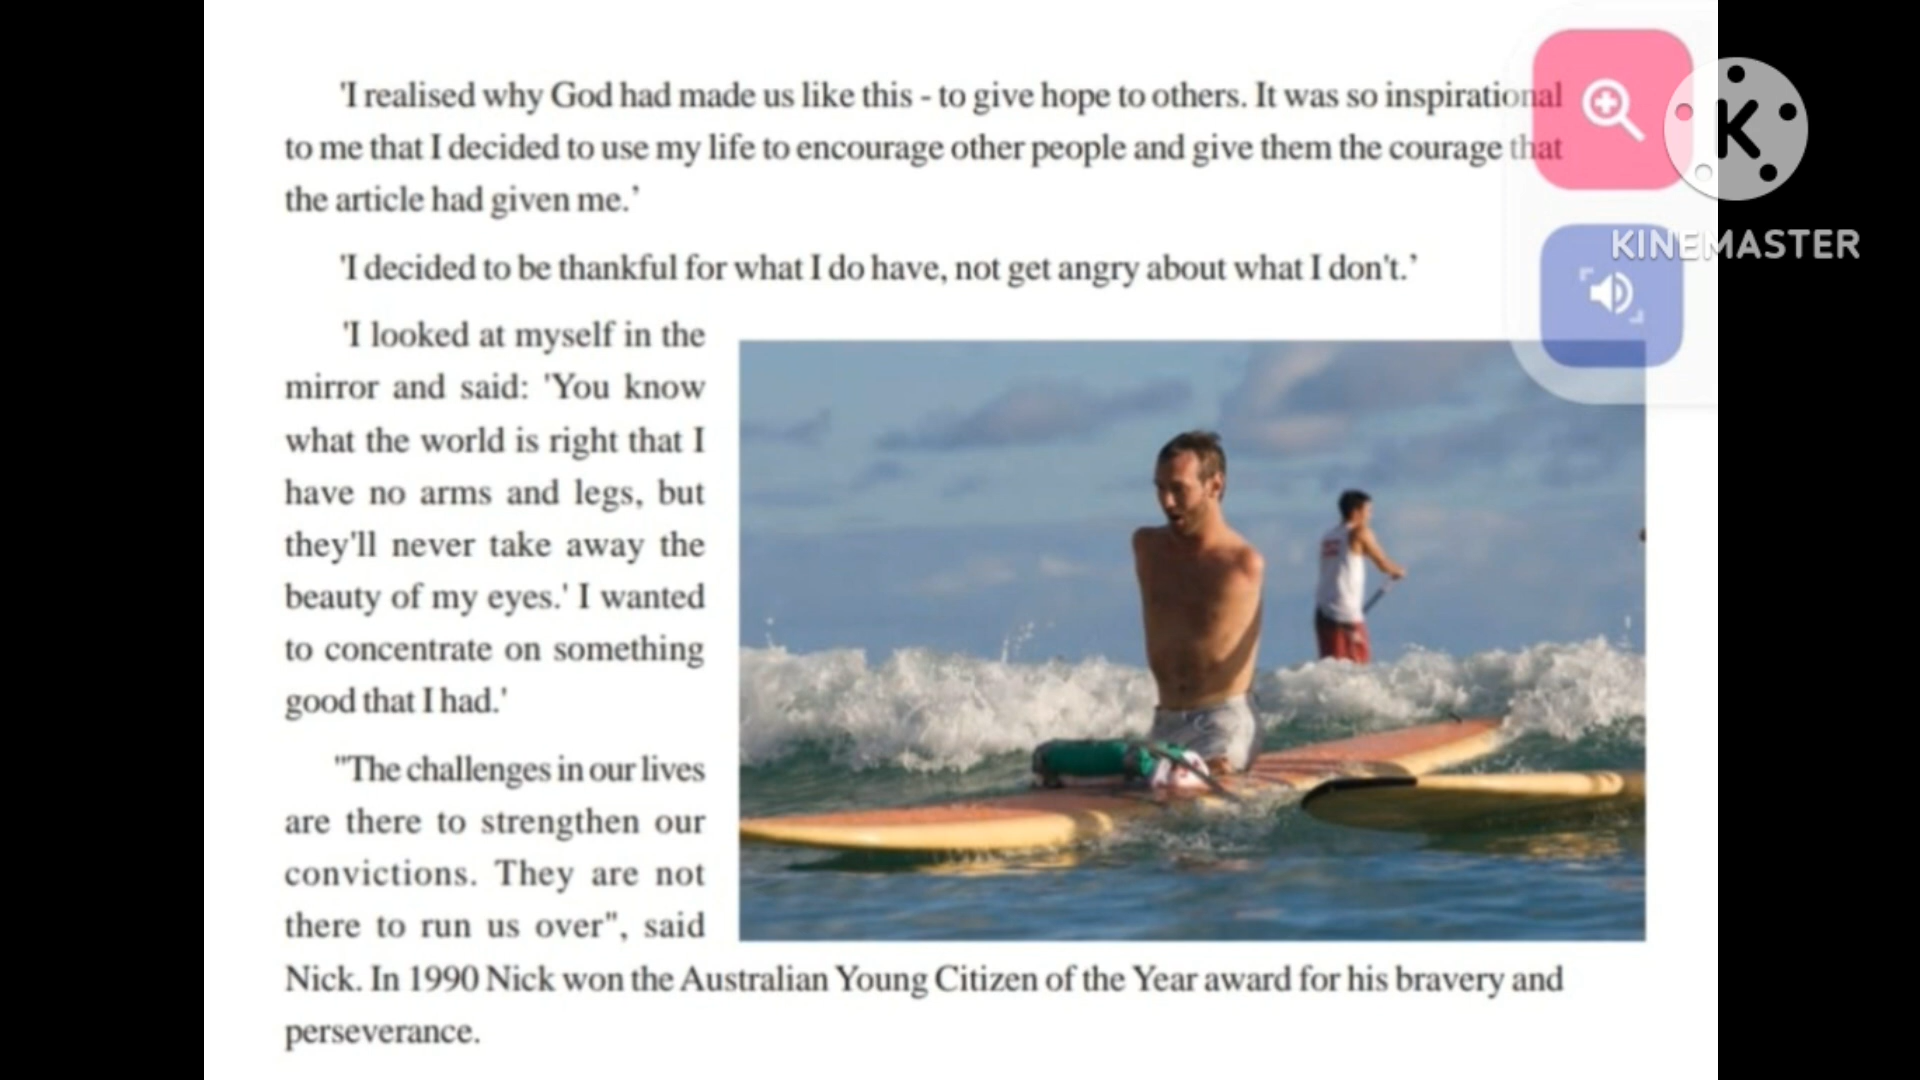 'I realised why God had made us like this - to give hope to others. It was so inspirational
to me that I decided to use my life to encourage other people and give them the courage that
the article had given me.’
'I decided to be thankful for what I do have, not get angry about what I don't.’
'I looked at myself in the
mirror and said: 'You know
what the world is right that I
have no arms and legs, but
they'll never take away the
beauty of my eyes.' I wanted
to concentrate on something
good that I had.'
"The challenges in our lives
are there to strengthen our
convictions. They are not
there to run us over", said
Nick. In 1990 Nick won the Australian Young Citizen of the Year award for his bravery and
perseverance.
K
KINEMASTER